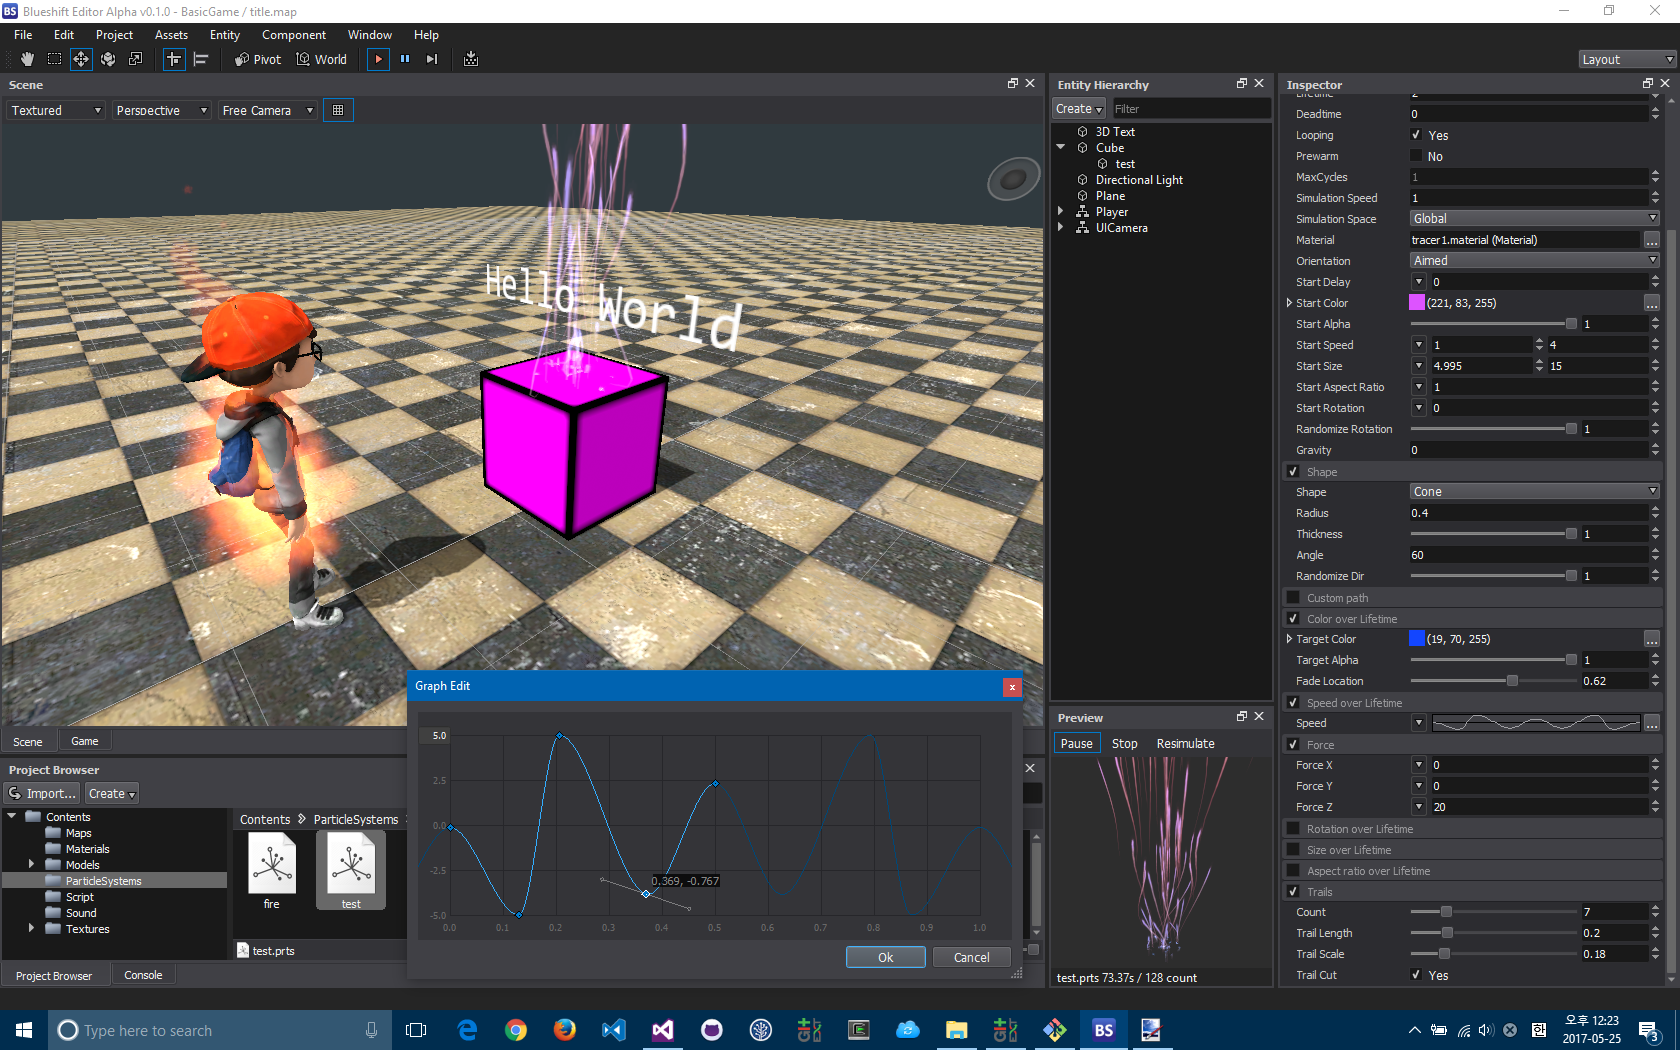 BS Blueshift Editor Alpha v0.1.0 - BasicGame / title.map
File Edit Project Assets Entity Component Window Help
Pivot World Layout
Scene
Textured Perspective Free Camera
Hello World
Scene Game
Project Browser
Import... Create
Contents
Maps
Materials
Models
ParticleSystems
Script
Sound
Textures
Contents ParticleSystems
fire test
test.prts
Project Browser Console
Graph Edit
x
5.0
2.5
0.0
-2.5
-5.0
0.369, -0.767
0.0 0.1 0.2 0.3 0.4 0.5 0.6 0.7 0.8 0.9 1.0
Ok Cancel
Entity Hierarchy
Create Filter
3D Text
Cube
test
Directional Light
Plane
Player
UICamera
Preview
Pause Stop Resimulate
test.prts 73.37s / 128 count
Inspector
Lifetime 2
Deadtime 0
Looping Yes
Prewarm No
MaxCycles 1
Simulation Speed 1
Simulation Space Global
Material tracer1.material (Material) ...
Orientation Aimed
Start Delay 0
Start Color (221, 83, 255) ...
Start Alpha 1
Start Speed 1 4
Start Size 4.995 15
Start Aspect Ratio 1
Start Rotation 0
Randomize Rotation 1
Gravity 0
Shape
Shape Cone
Radius 0.4
Thickness 1
Angle 60
Randomize Dir 1
Custom path
Color over Lifetime
Target Color (19, 70, 255) ...
Target Alpha 1
Fade Location 0.62
Speed over Lifetime
Speed ...
Force
Force X 0
Force Y 0
Force Z 20
Rotation over Lifetime
Size over Lifetime
Aspect ratio over Lifetime
Trails
Count 7
Trail Length 0.2
Trail Scale 0.18
Trail Cut Yes
Type here to search
BS
한
오후 12:23
2017-05-25
3